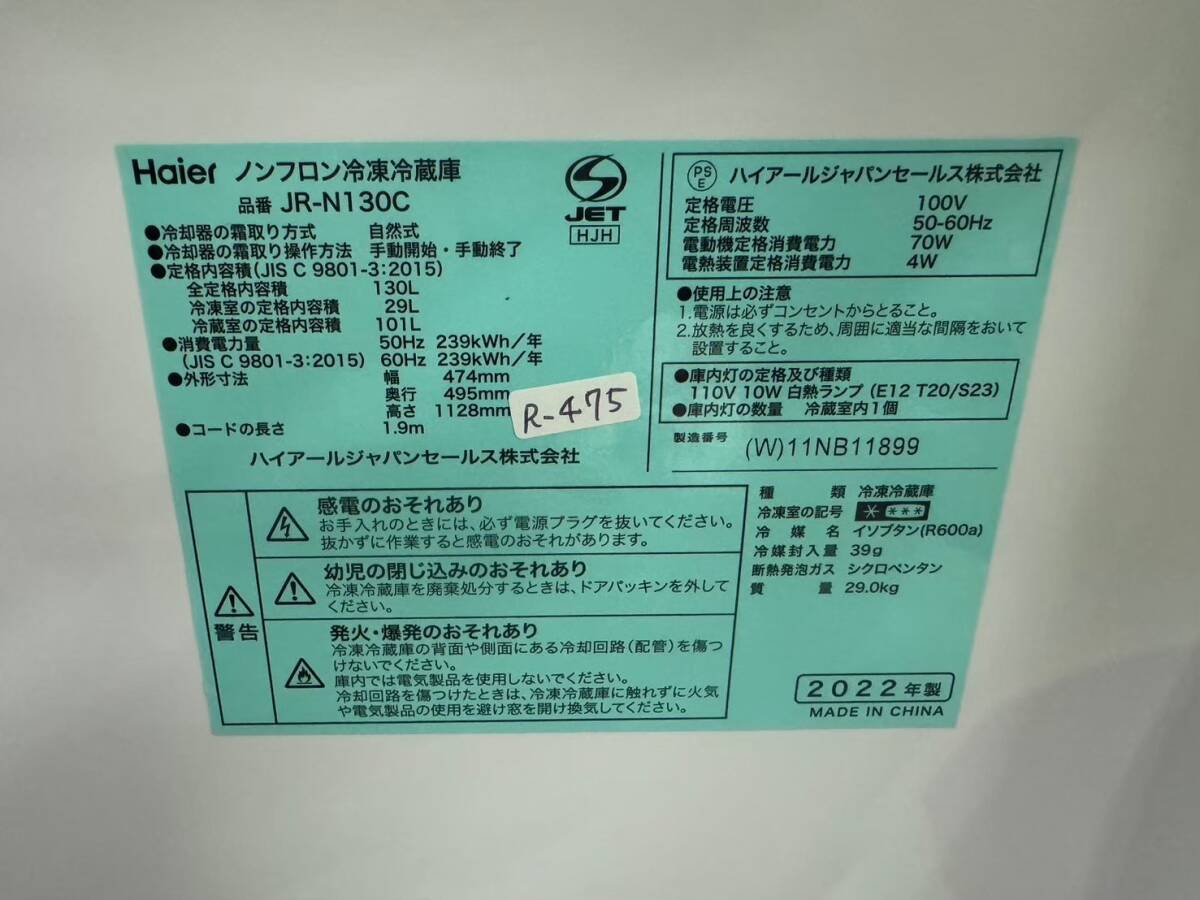 Haier ノンフロン冷凍冷蔵庫
品番 JR-N130C
JET
HJH
●冷却器の霜取り方式 自然式
●冷却器の霜取り操作方法 手動開始・手動終了
●定格内容積(JIS C 9801-3:2015)
全定格内容積 130L
冷凍室の定格内容積 29L
冷蔵室の定格内容積 101L
●消費電力量 50Hz 239kWh/年
(JIS C 9801-3:2015) 60Hz 239kWh/年
●外形寸法 幅 474mm
奥行 495mm
高さ 1128mm
●コードの長さ 1.9m
ハイアールジャパンセールス株式会社
R-475
PS
E
ハイアールジャパンセールス株式会社
定格電圧 100V
定格周波数 50-60Hz
電動機定格消費電力 70W
電熱装置定格消費電力 4W
●使用上の注意
1.電源は必ずコンセントからとること。
2.放熱を良くするため、周囲に適当な間隔をおいて
設置すること。
●庫内灯の定格及び種類
110V 10W 白熱ランプ (E12 T20/S23)
●庫内灯の数量 冷蔵室内1個
製造番号 (W)11NB11899
警告
感電のおそれあり
お手入れのときには、必ず電源プラグを抜いてください。
抜かずに作業すると感電のおそれがあります。
幼児の閉じ込みのおそれあり
冷凍冷蔵庫を廃棄処分するときは、ドアパッキンを外して
ください。
発火・爆発のおそれあり
冷凍冷蔵庫の背面や側面にある冷却回路(配管)を傷つ
けないでください。
庫内では電気製品を使用しないでください。
冷却回路を傷つけたときは、冷凍冷蔵庫に触れずに火気
や電気製品の使用を避け窓を開け換気してください。
種類 冷凍冷蔵庫
冷凍室の記号 * ***
冷媒名 イソブタン(R600a)
冷媒封入量 39g
断熱発泡ガス シクロペンタン
質量 29.0kg
2022年製
MADE IN CHINA